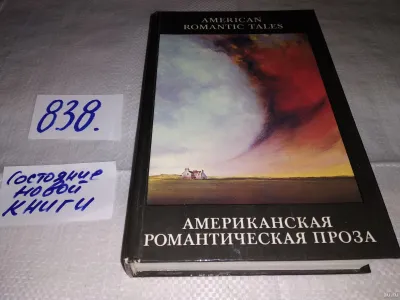 AMERICAN
ROMANTIC TALES
838.
Состояние
новой
книги
АМЕРИКАНСКАЯ
РОМАНТИЧЕСКАЯ ПРОЗА